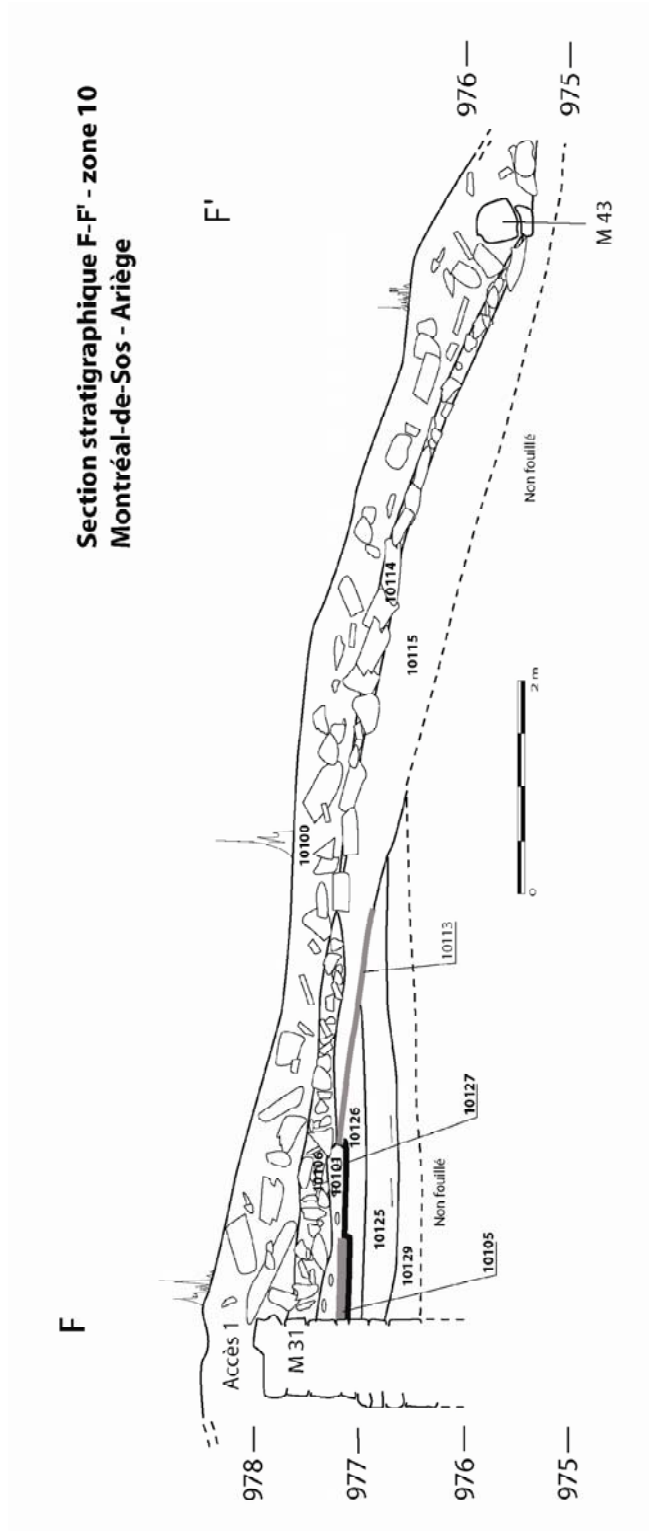 Section stratigraphique F-F' - zone 10
Montréal-de-Sos - Ariège
F
F'
Accès 1
M 31
978
977
976
975
976
975
10100
10106
10101
10126
10127
10125
10129
10105
10113
10114
10115
Non fouillé
Non fouillé
M 43
0
2 m